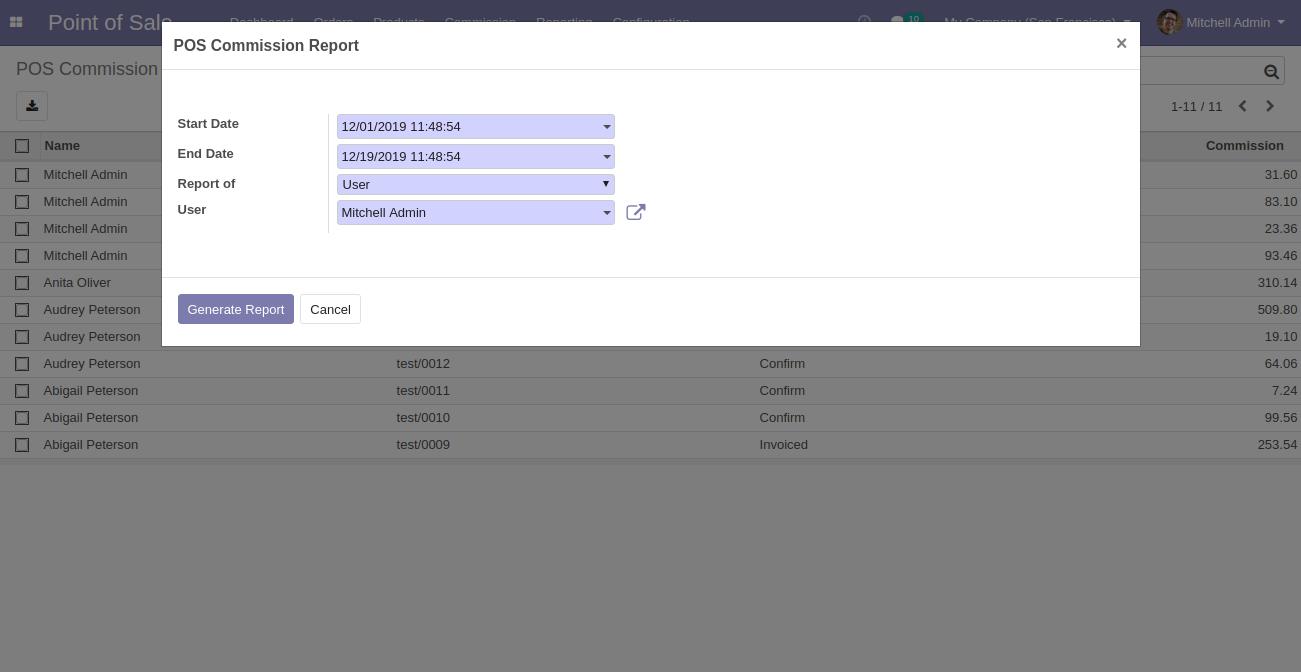 Point of Sale Dashboard Orders Products Commission Reporting Configuration 10 My Company (San Francisco) Mitchell Admin
POS Commission Report ×
POS Commission
1-11 / 11
Start Date 12/01/2019 11:48:54
End Date 12/19/2019 11:48:54
Report of User
User Mitchell Admin
Generate Report Cancel
Name Commission
Mitchell Admin 31.60
Mitchell Admin 83.10
Mitchell Admin 23.36
Mitchell Admin 93.46
Anita Oliver 310.14
Audrey Peterson 509.80
Audrey Peterson 19.10
Audrey Peterson test/0012 Confirm 64.06
Abigail Peterson test/0011 Confirm 7.24
Abigail Peterson test/0010 Confirm 99.56
Abigail Peterson test/0009 Invoiced 253.54